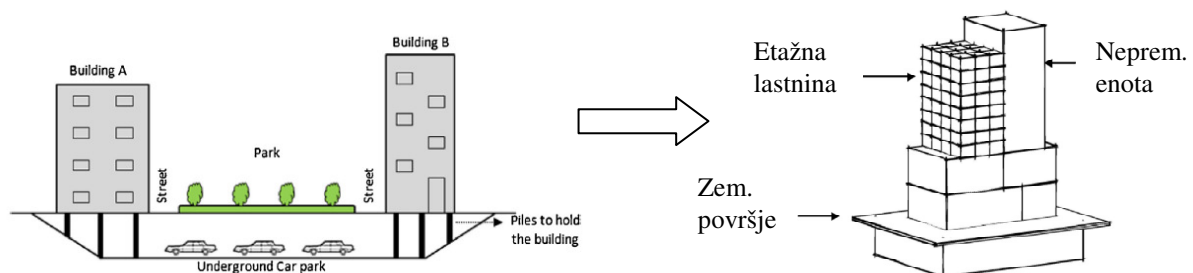 Building A
Building B
Park
Street
Street
Piles to hold
the building
Underground Car park
Etažna
lastnina
Neprem.
enota
Zem.
površje